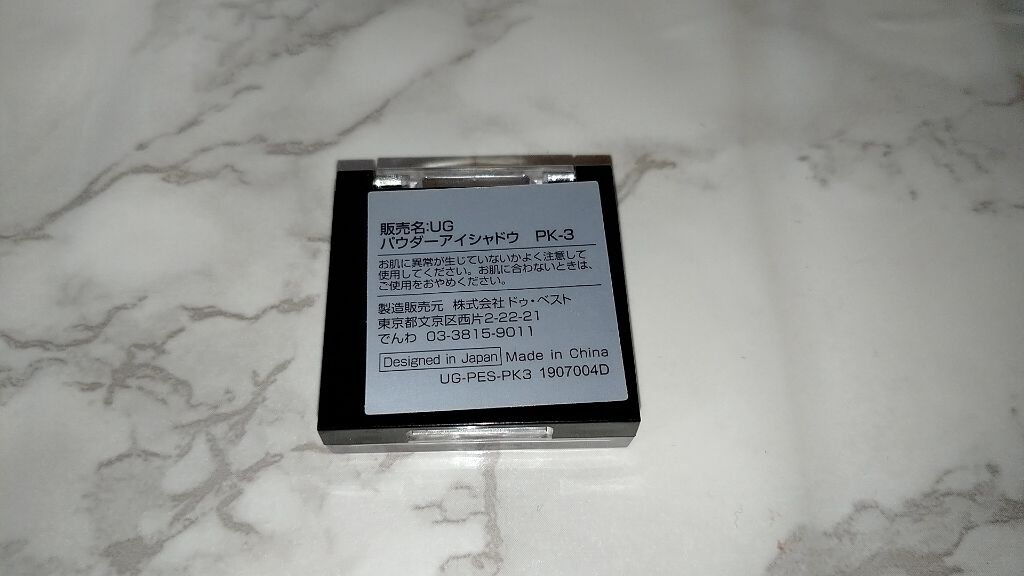 販売名:UG
パウダーアイシャドウ PK-3
お肌に異常が生じていないかよく注意して
使用してください。お肌に合わないときは、
ご使用をおやめください。
製造販売元 株式会社 ドゥ・ベスト
東京都文京区西片2-22-21
でんわ 03-3815-9011
Designed in Japan Made in China
UG-PES-PK3 1907004D